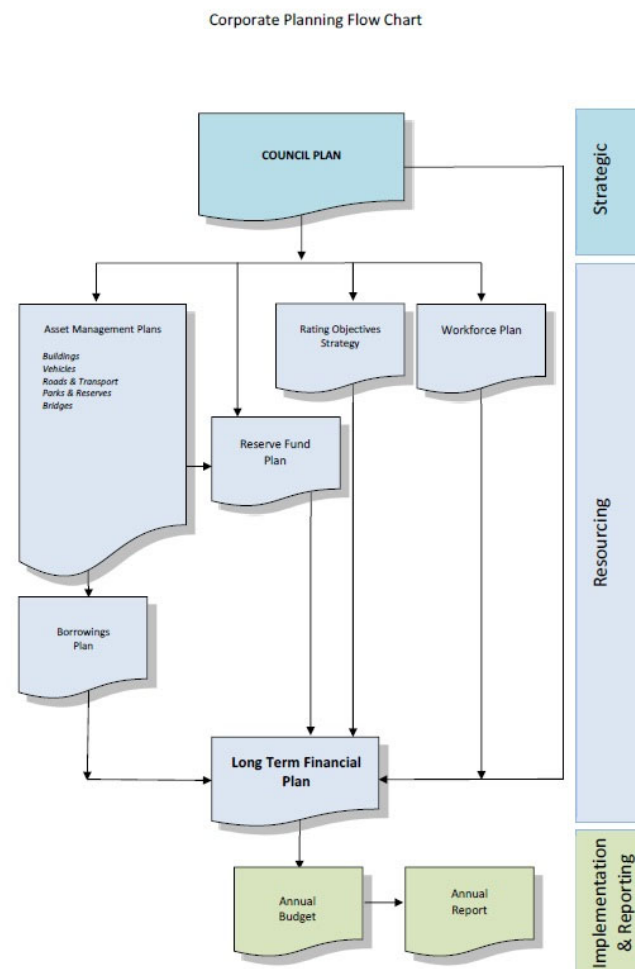 Corporate Planning Flow Chart
COUNCIL PLAN
Strategic
Asset Management Plans
Buildings
Vehicles
Roads & Transport
Parks & Reserves
Bridges
Rating Objectives
Strategy
Workforce Plan
Reserve Fund
Plan
Resourcing
Borrowings
Plan
Long Term Financial
Plan
Annual
Budget
Annual
Report
Implementation
& Reporting